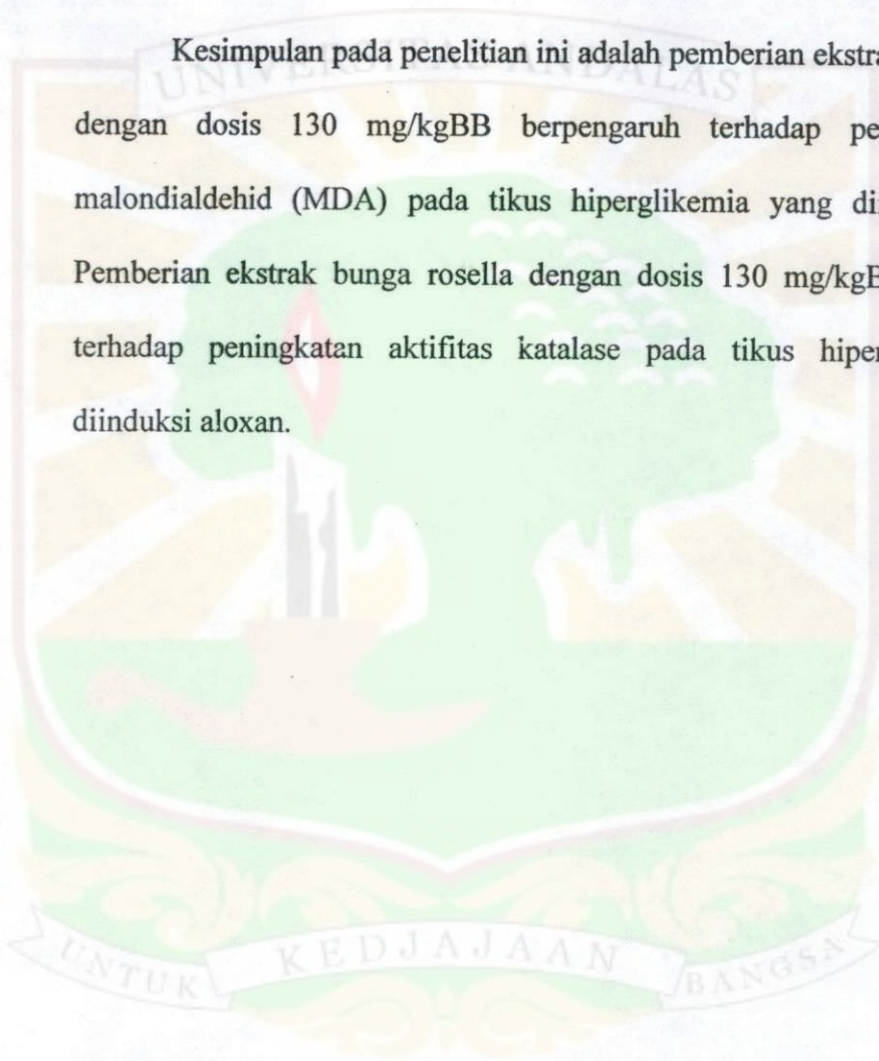 UNIVERSITAS ANDALAS
Kesimpulan pada penelitian ini adalah pemberian ekstra
dengan dosis 130 mg/kgBB berpengaruh terhadap pe
malondialdehid (MDA) pada tikus hiperglikemia yang di
Pemberian ekstrak bunga rosella dengan dosis 130 mg/kgB
terhadap peningkatan aktifitas katalase pada tikus hiper
diinduksi aloxan.
UNTUK KEDJAJAAN BANGSA